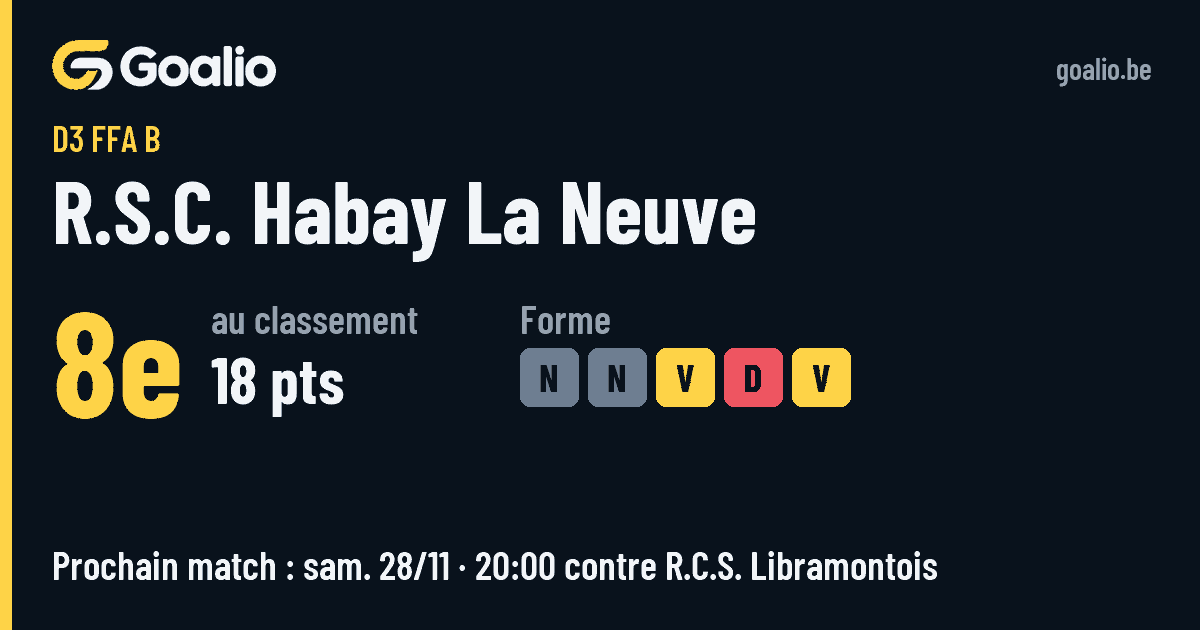 Goalio
goalio.be
D3 FFA B
R.S.C. Habay La Neuve
8e
au classement
18 pts
Forme
N N V D V
Prochain match : sam. 28/11 · 20:00 contre R.C.S. Libramontois